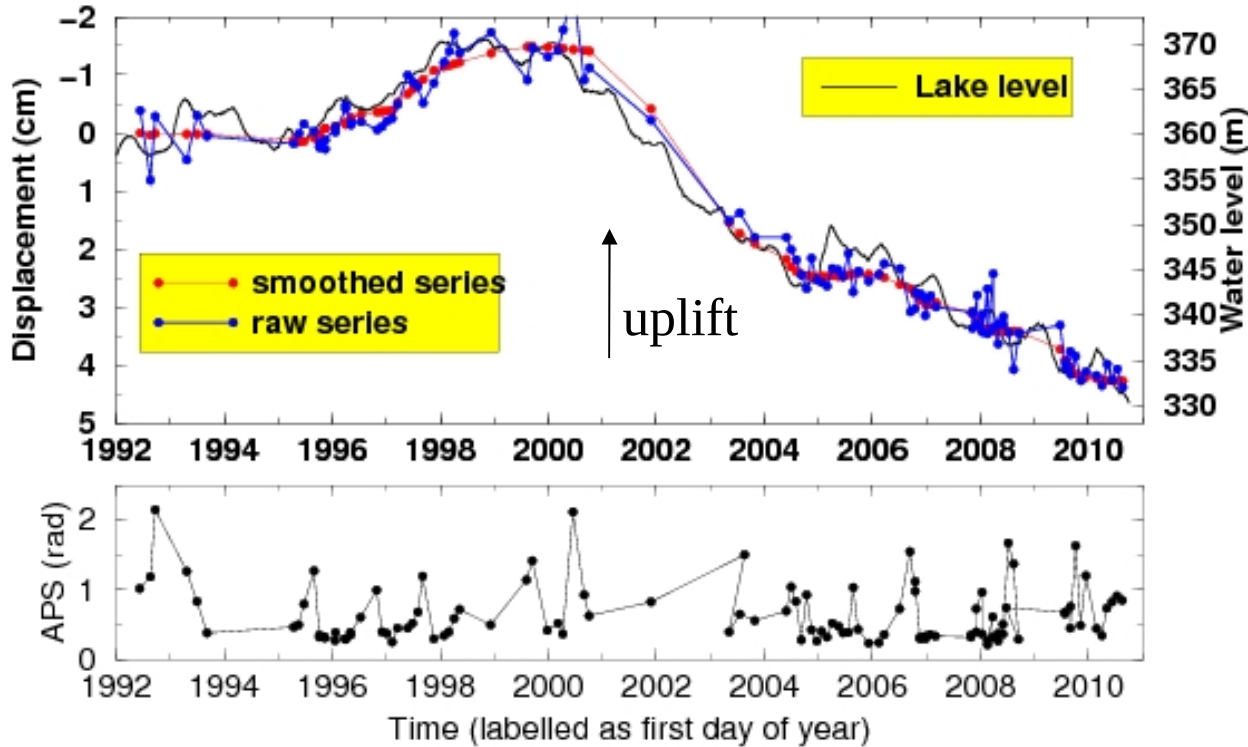 −2
−1
0
1
2
3
4
5
Displacement (cm)
370
365
360
355
350
345
340
335
330
Water level (m)
Lake level
smoothed series
raw series
uplift
1992 1994 1996 1998 2000 2002 2004 2006 2008 2010
2
1
0
APS (rad)
1992 1994 1996 1998 2000 2002 2004 2006 2008 2010
Time (labelled as first day of year)